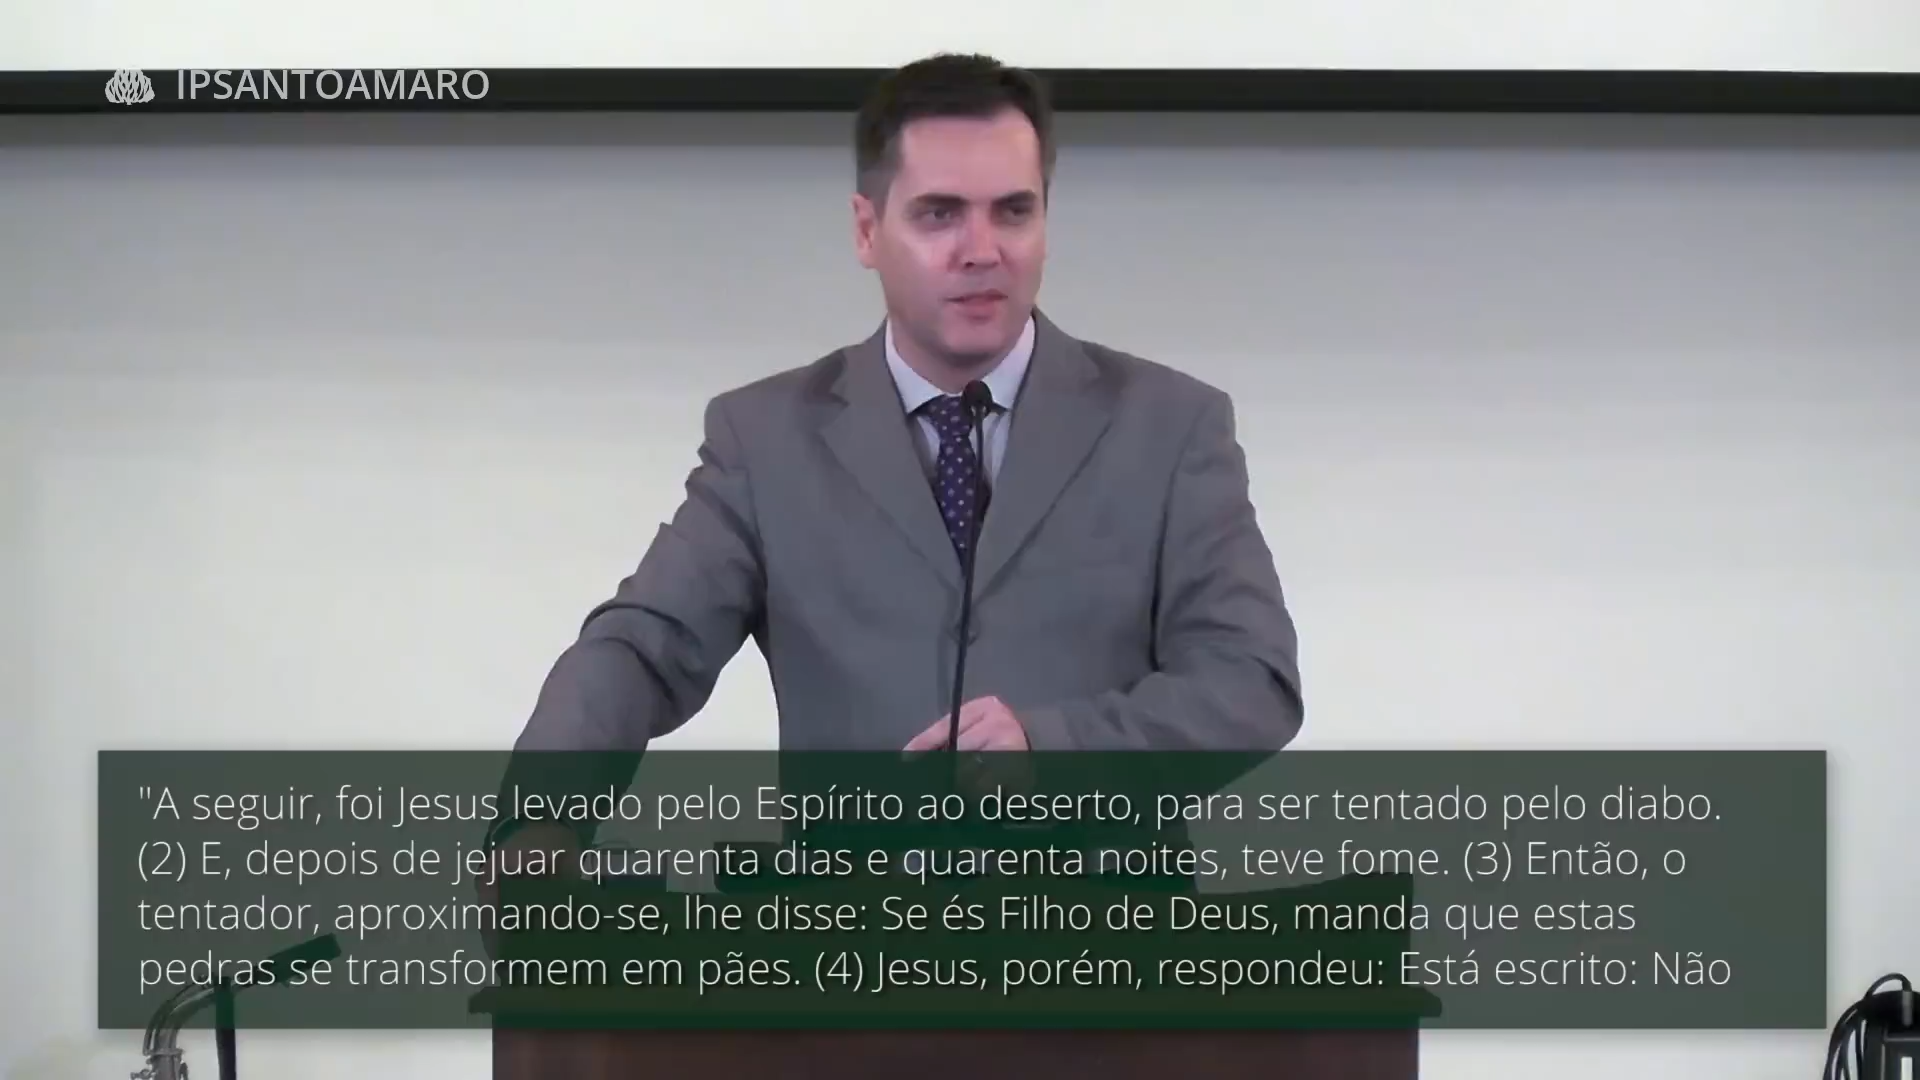 IPSANTOAMARO
"A seguir, foi Jesus levado pelo Espírito ao deserto, para ser tentado pelo diabo.
(2) E, depois de jejuar quarenta dias e quarenta noites, teve fome. (3) Então, o
tentador, aproximando-se, lhe disse: Se és Filho de Deus, manda que estas
pedras se transformem em pães. (4) Jesus, porém, respondeu: Está escrito: Não